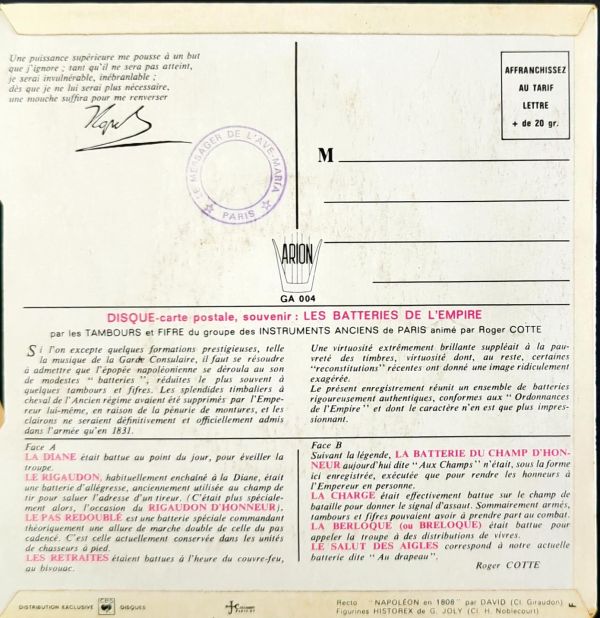 Une puissance supérieure me pousse à un but
que j'ignore ; tant qu'il ne sera pas atteint,
je serai invulnérable, inébranlable ;
dès que je ne lui serai plus nécessaire,
une mouche suffira pour me renverser
AFFRANCHISSEZ
AU TARIF
LETTRE
+ de 20 gr.
LE MESSAGER DE L'AVE-MARIA
PARIS
M
ARION
GA 004
DISQUE-carte postale, souvenir : LES BATTERIES DE L'EMPIRE
par les TAMBOURS et FIFRE du groupe des INSTRUMENTS ANCIENS de PARIS animé par Roger COTTE
Si l'on excepte quelques formations prestigieuses, telle
la musique de la Garde Consulaire, il faut se résoudre
à admettre que l'épopée napoléonienne se déroula au son
de modestes " batteries ", réduites le plus souvent à
quelques tambours et fifres. Les splendides timbaliers à
cheval de l'Ancien régime avaient été supprimés par l'Empe-
reur lui-même, en raison de la pénurie de montures, et les
clairons ne seraient définitivement et officiellement admis
dans l'armée qu'en 1831.
Une virtuosité extrêmement brillante suppléait à la pau-
vreté des timbres, virtuosité dont, au reste, certaines
"reconstitutions" récentes ont donné une image ridiculement
exagérée.
Le présent enregistrement réunit un ensemble de batteries
rigoureusement authentiques, conformes aux " Ordonnances
de l'Empire " et dont le caractère n'en est que plus impres-
sionnant.
Face A
LA DIANE était battue au point du jour, pour éveiller la
troupe.
LE RIGAUDON, habituellement enchaîné à la Diane, était
une batterie d'allégresse, anciennement utilisée au champ de
tir pour saluer l'adresse d'un tireur. (C'était plus spéciale-
ment alors, l'occasion du RIGAUDON D'HONNEUR).
LE PAS REDOUBLÉ est une batterie spéciale commandant
théoriquement une allure de marche double de celle du pas
cadencé. C'est celle actuellement conservée dans les unités
de chasseurs à pied.
LES RETRAITES étaient battues à l'heure du couvre-feu,
au bivouac.
Face B
Suivant la légende, LA BATTERIE DU CHAMP D'HON-
NEUR aujourd'hui dite "Aux Champs" n'était, sous la forme
ici enregistrée, exécutée que pour rendre les honneurs à
l'Empereur en personne.
LA CHARGE était effectivement battue sur le champ de
bataille pour donner le signal d'assaut. Sommairement armés,
tambours et fifres pouvaient avoir à prendre part au combat.
LA BERLOQUE (ou BRELOQUE) était battue pour
appeler la troupe à des distributions de vivres.
LE SALUT DES AIGLES correspond à notre actuelle
batterie dite " Au drapeau ".
Roger COTTE
DISTRIBUTION EXCLUSIVE CBS DISQUES
Recto "NAPOLÉON en 1808" par DAVID (Cl. Giraudon)
Figurines HISTOREX de G. JOLY (Cl. H. Noblecourt)
F